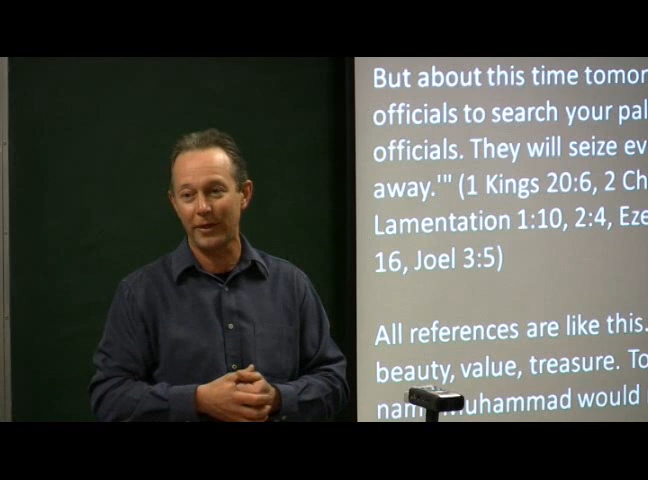 But about this time tomor
officials to search your pal
officials. They will seize ev
away.'" (1 Kings 20:6, 2 Ch
Lamentation 1:10, 2:4, Eze
16, Joel 3:5)
All references are like this.
beauty, value, treasure. To
Muhammad would